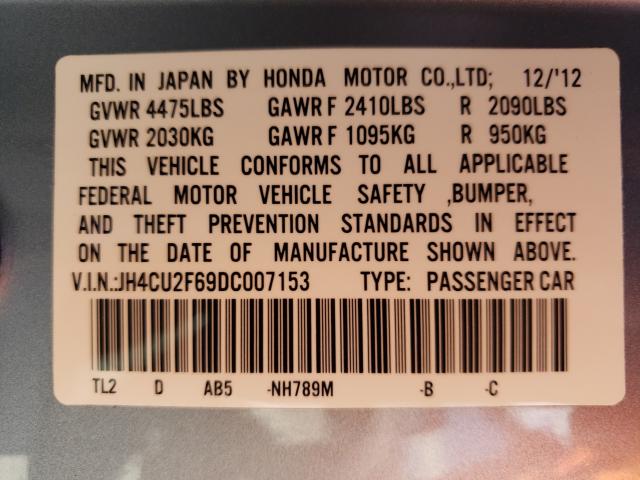 MFD. IN JAPAN BY HONDA MOTOR CO.,LTD; 12/'12
GVWR 4475LBS GAWR F 2410LBS R 2090LBS
GVWR 2030KG GAWR F 1095KG R 950KG
THIS VEHICLE CONFORMS TO ALL APPLICABLE
FEDERAL MOTOR VEHICLE SAFETY ,BUMPER,
AND THEFT PREVENTION STANDARDS IN EFFECT
ON THE DATE OF MANUFACTURE SHOWN ABOVE.
V.I.N.:JH4CU2F69DC007153 TYPE: PASSENGER CAR
TL2 D AB5 -NH789M -B -C